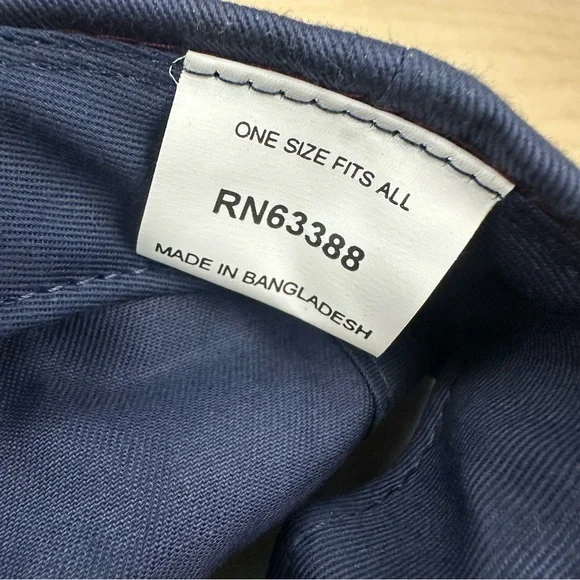 ONE SIZE FITS ALL
RN63388
MADE IN BANGLADESH